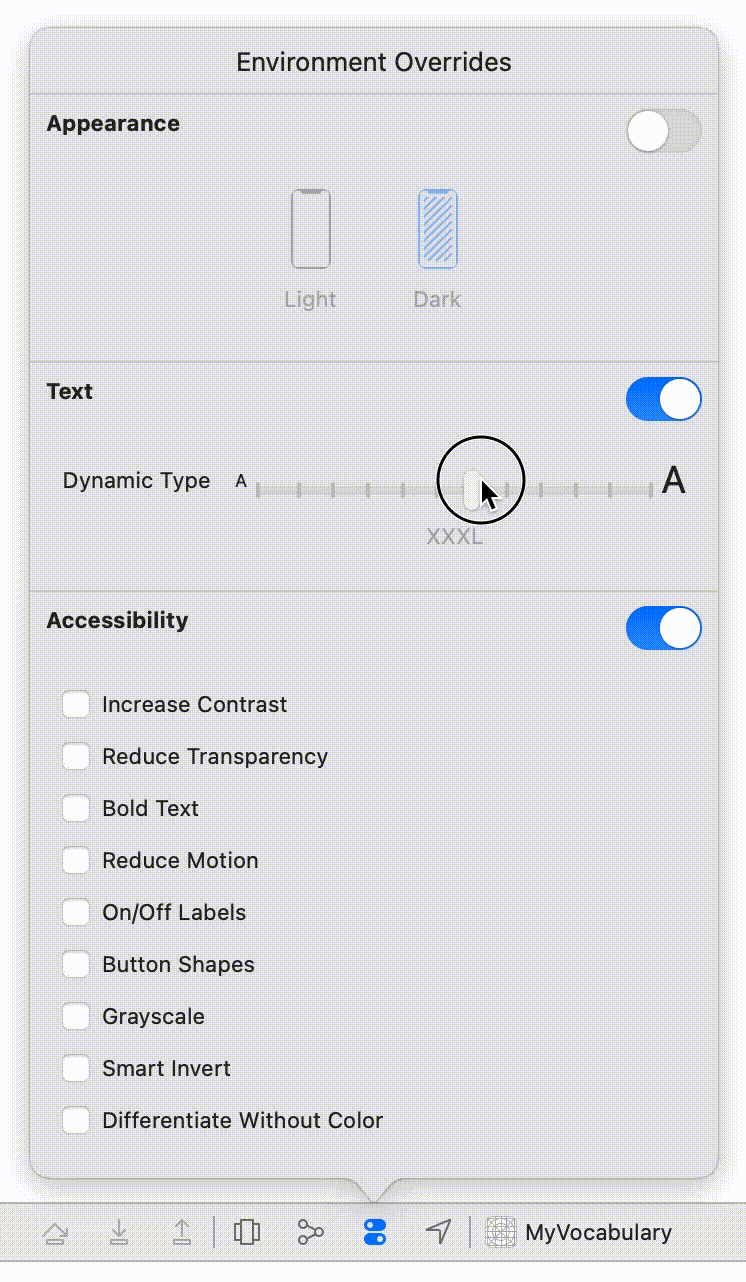 Environment Overrides
Appearance
Light Dark
Text
Dynamic Type A A
XXXL
Accessibility
Increase Contrast
Reduce Transparency
Bold Text
Reduce Motion
On/Off Labels
Button Shapes
Grayscale
Smart Invert
Differentiate Without Color
MyVocabulary